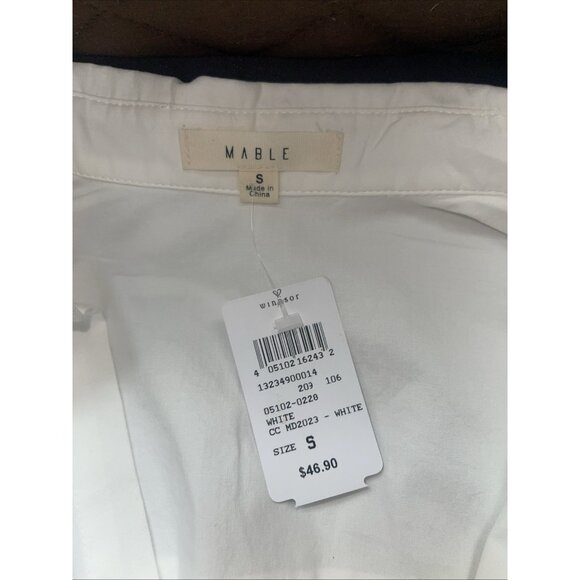 MABLE
S
Made in
China
windsor
4 05102 16243 2
13234900014
209 106
05102-0228
WHITE
CC MD2023 - WHITE
SIZE S
$46.90